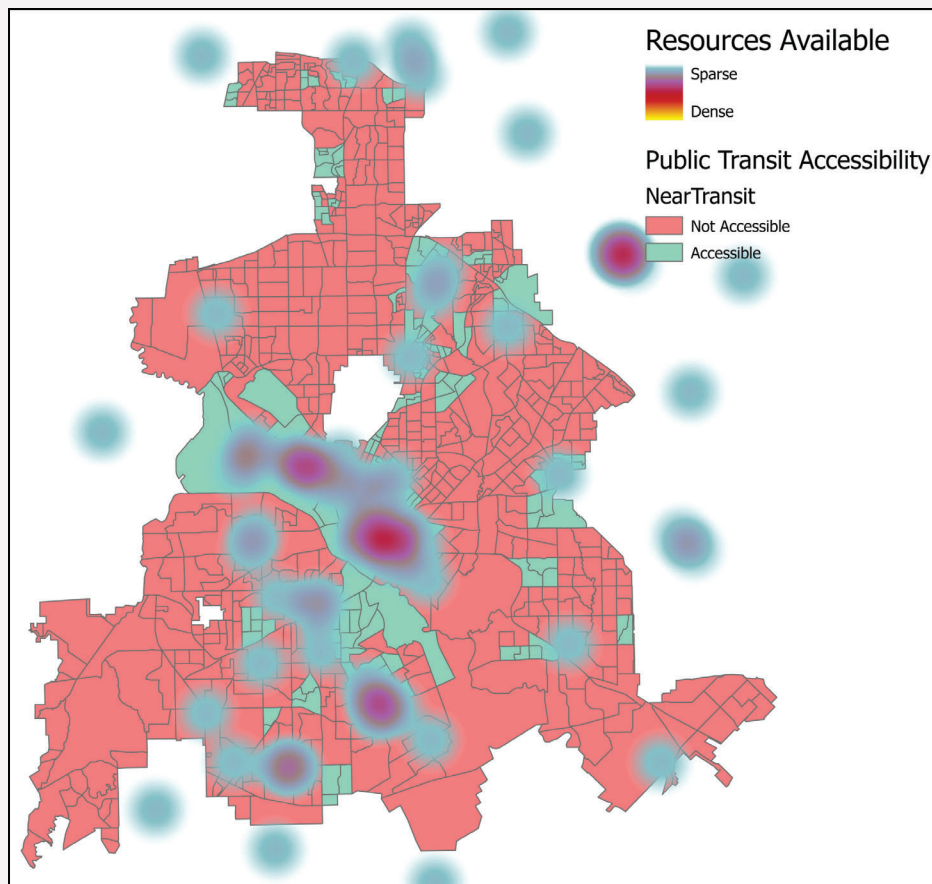 Resources Available
Sparse
Dense
Public Transit Accessibility
NearTransit
Not Accessible
Accessible